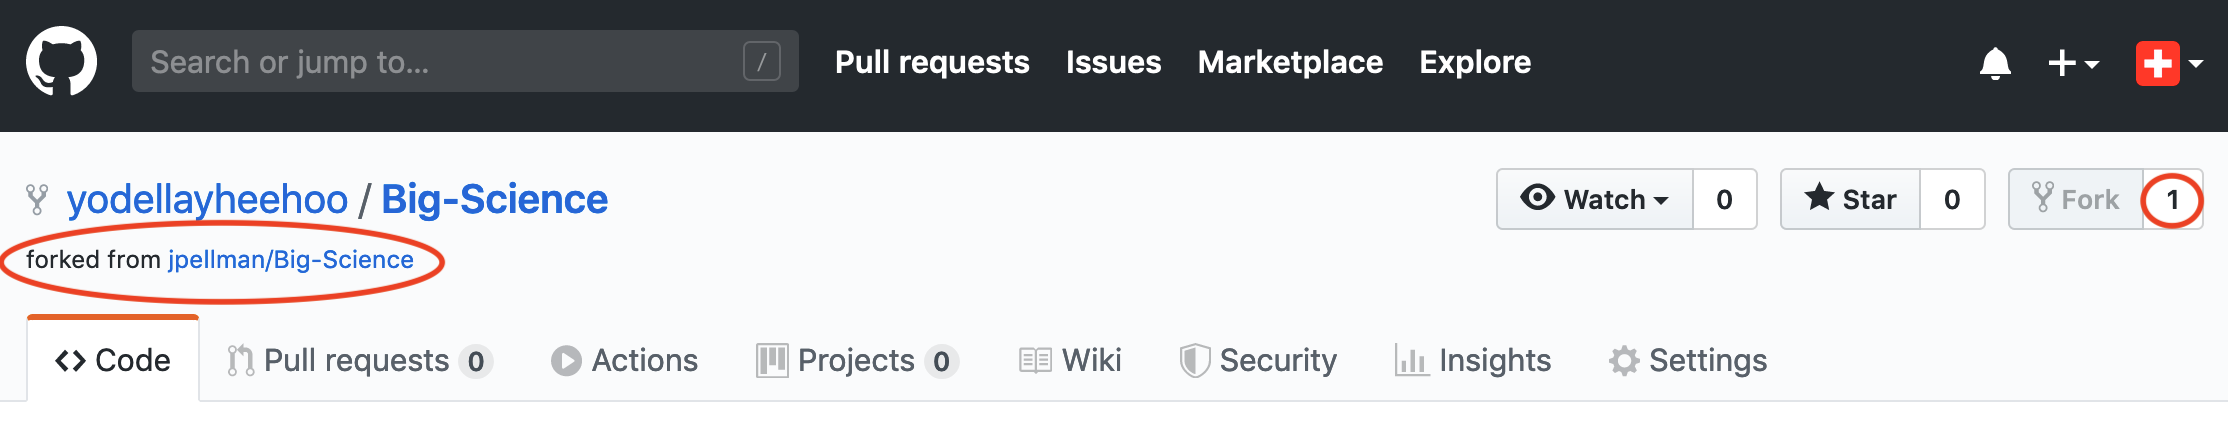 Search or jump to... / Pull requests Issues Marketplace Explore
yodellayheehoo / Big-Science Watch 0 Star 0 Fork 1
forked from jpellman/Big-Science
<> Code Pull requests 0 Actions Projects 0 Wiki Security Insights Settings